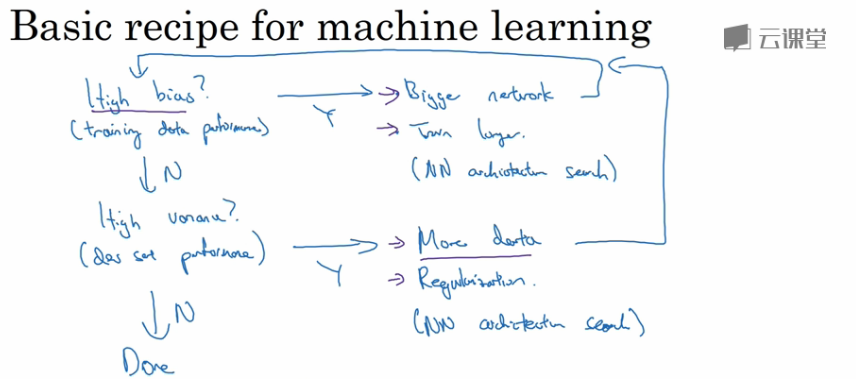 Basic recipe for machine learning
云课堂
High bias?
(training data performance)
Y
→ Bigger network
→ Train longer.
(NN architecture search)
N
High variance?
(dev set performance)
Y
→ More data
→ Regularization.
(NN architecture search)
N
Done